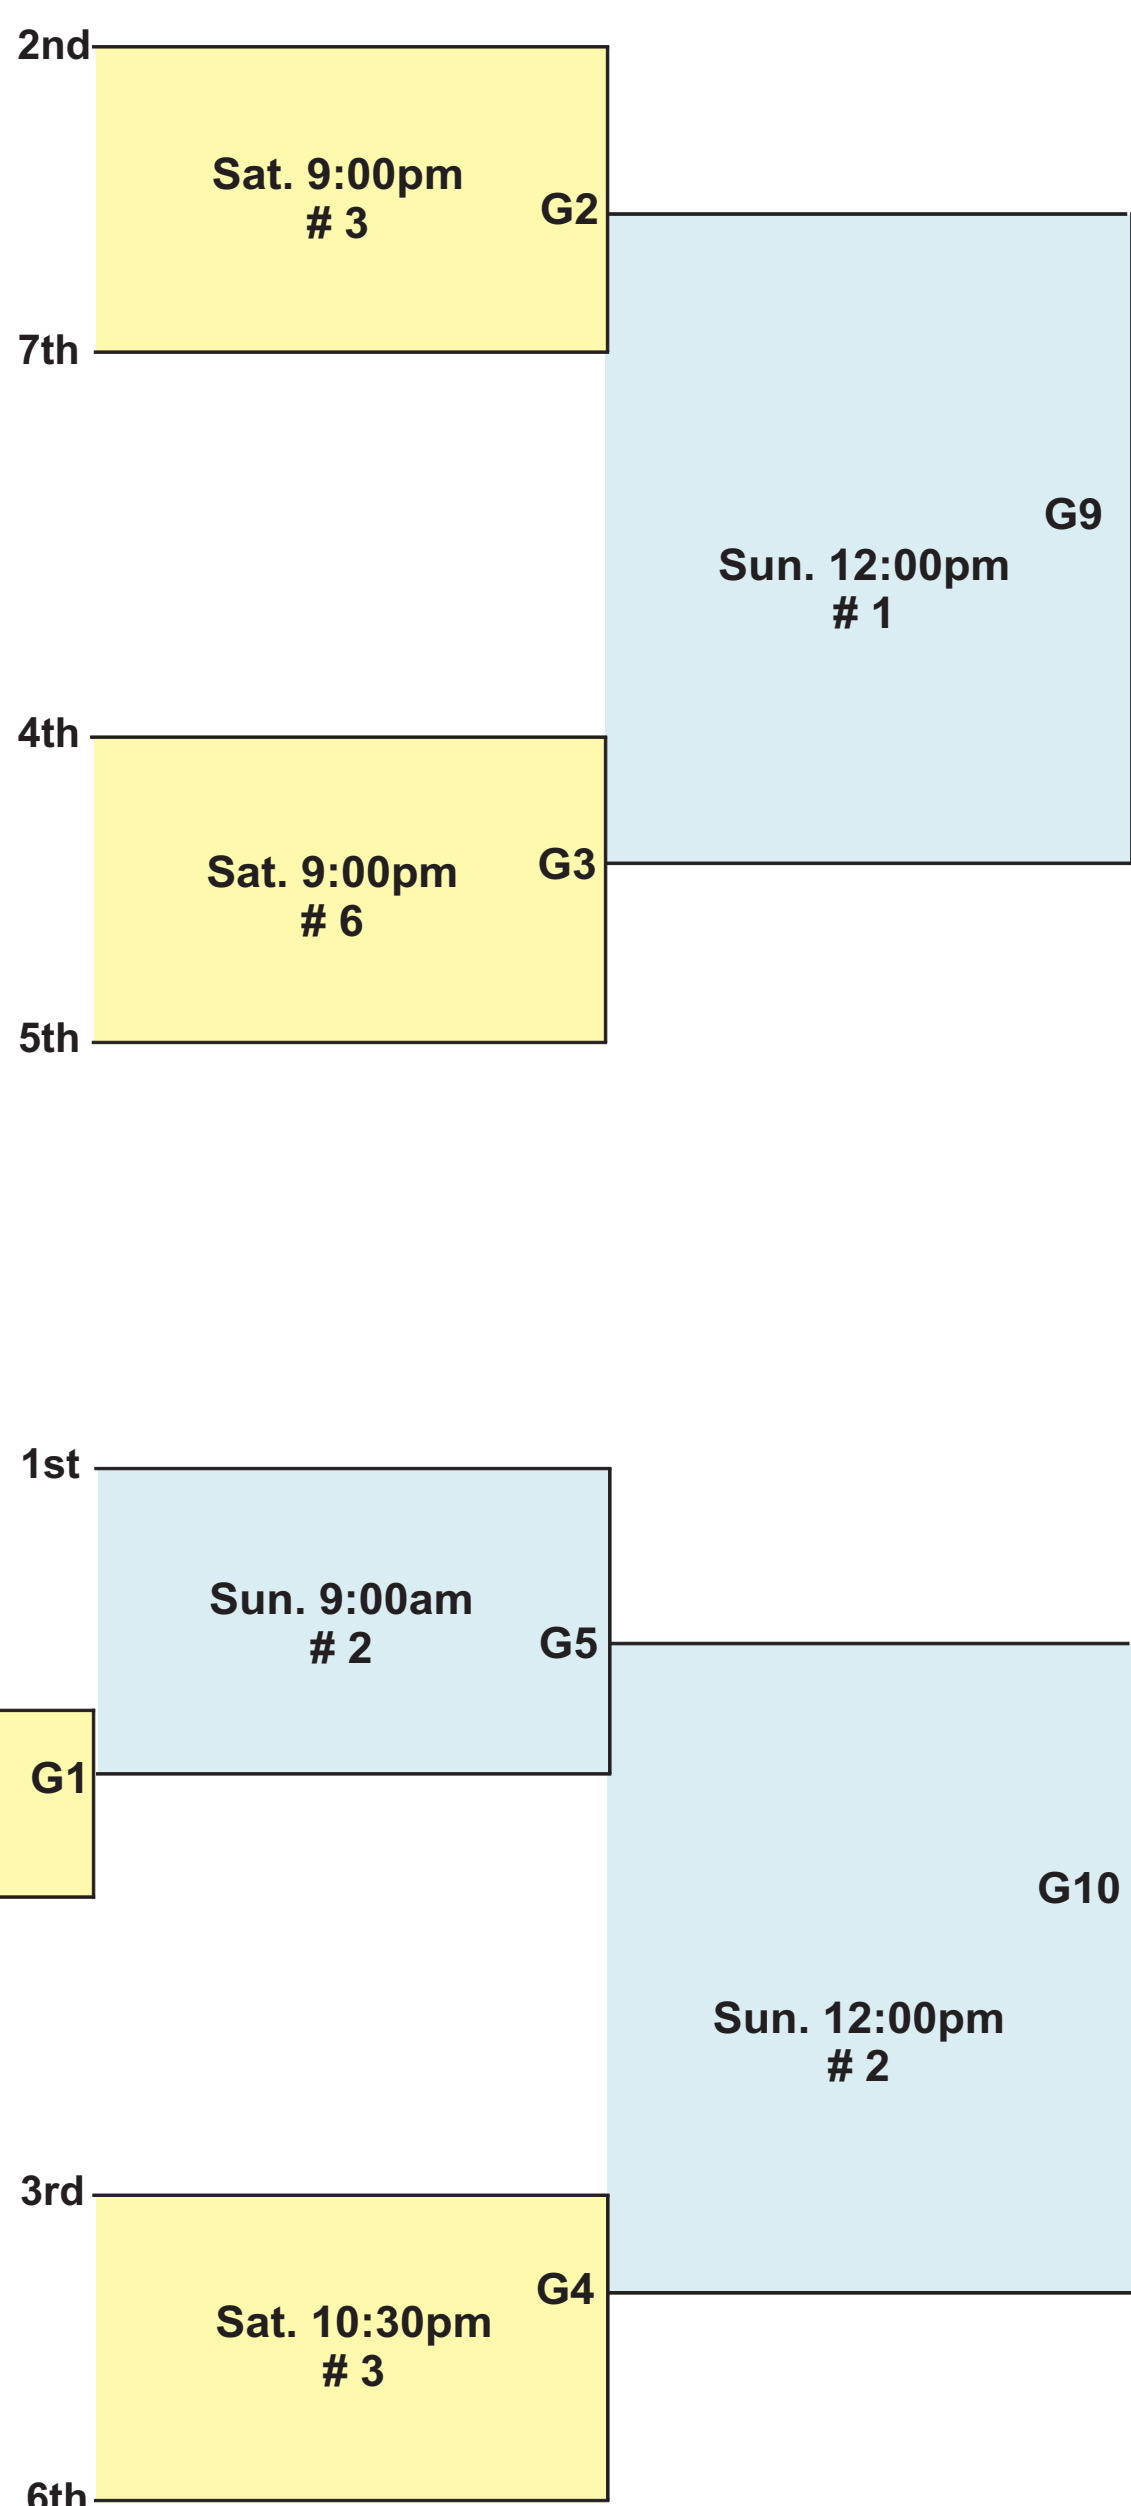 2nd
Sat. 9:00pm
# 3
G2
7th
G9
Sun. 12:00pm
# 1
4th
Sat. 9:00pm
# 6
G3
5th
1st
Sun. 9:00am
# 2
G5
G1
G10
Sun. 12:00pm
# 2
3rd
G4
Sat. 10:30pm
# 3
6th